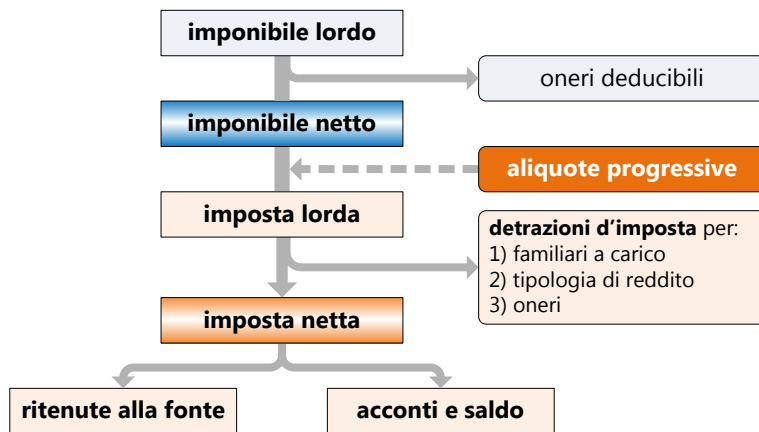 imponibile lordo
oneri deducibili
imponibile netto
aliquote progressive
imposta lorda
detrazioni d'imposta per:
1) familiari a carico
2) tipologia di reddito
3) oneri
imposta netta
ritenute alla fonte
acconti e saldo